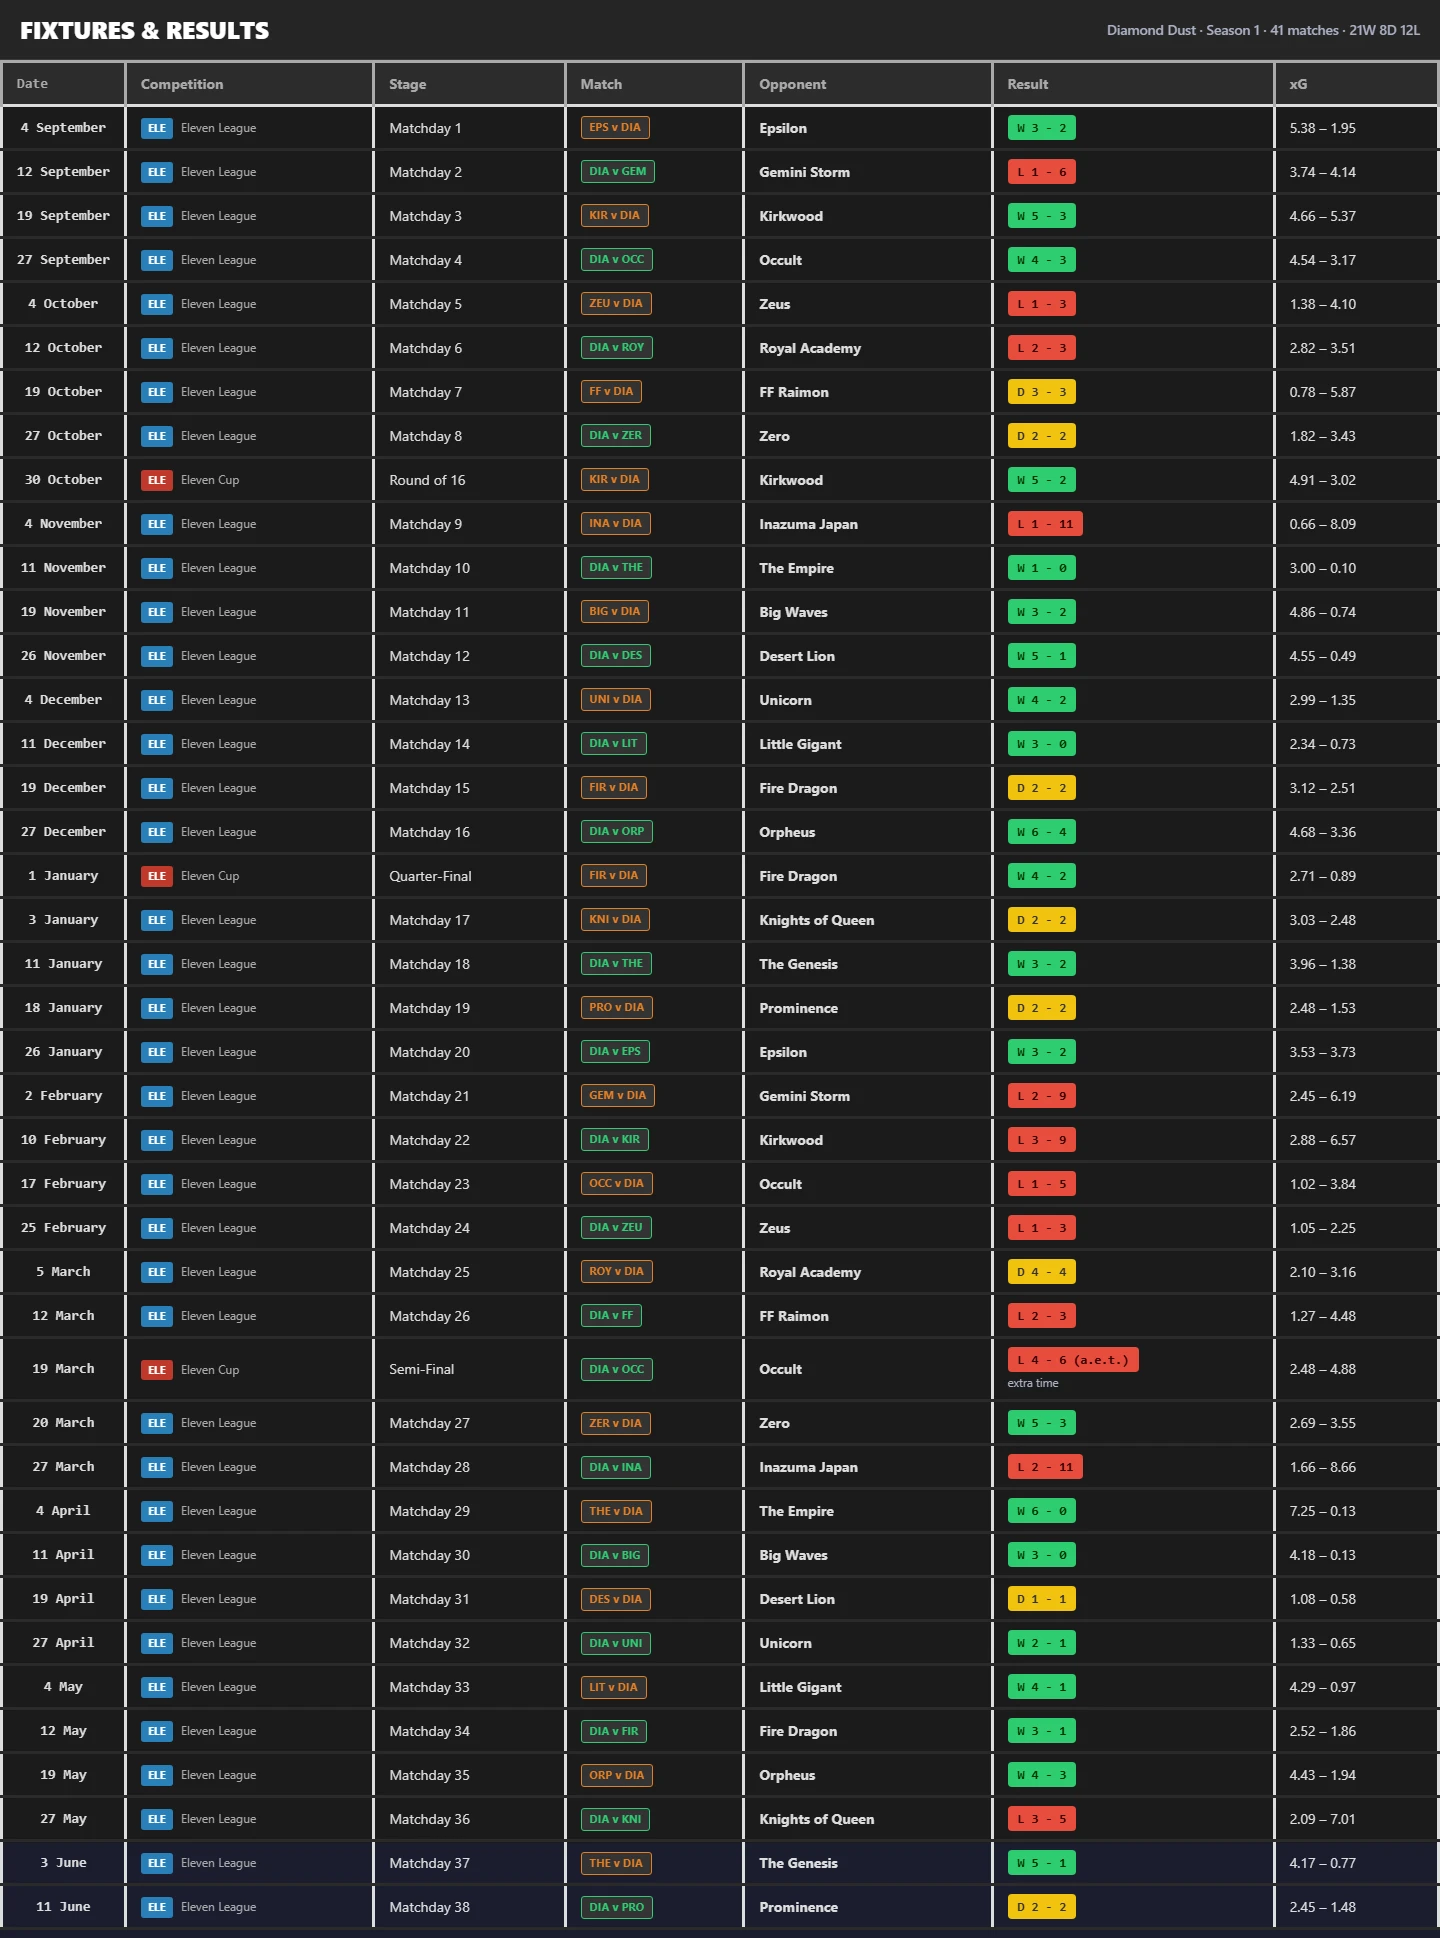 FIXTURES & RESULTS
Diamond Dust · Season 1 · 41 matches · 21W 8D 12L
Date Competition Stage Match Opponent Result xG
4 September ELE Eleven League Matchday 1 EPS v DIA Epsilon W 3 - 2 5.38 – 1.95
12 September ELE Eleven League Matchday 2 DIA v GEM Gemini Storm L 1 - 6 3.74 – 4.14
19 September ELE Eleven League Matchday 3 KIR v DIA Kirkwood W 5 - 3 4.66 – 5.37
27 September ELE Eleven League Matchday 4 DIA v OCC Occult W 4 - 3 4.54 – 3.17
4 October ELE Eleven League Matchday 5 ZEU v DIA Zeus L 1 - 3 1.38 – 4.10
12 October ELE Eleven League Matchday 6 DIA v ROY Royal Academy L 2 - 3 2.82 – 3.51
19 October ELE Eleven League Matchday 7 FF v DIA FF Raimon D 3 - 3 0.78 – 5.87
27 October ELE Eleven League Matchday 8 DIA v ZER Zero D 2 - 2 1.82 – 3.43
30 October ELE Eleven Cup Round of 16 KIR v DIA Kirkwood W 5 - 2 4.91 – 3.02
4 November ELE Eleven League Matchday 9 INA v DIA Inazuma Japan L 1 - 11 0.66 – 8.09
11 November ELE Eleven League Matchday 10 DIA v THE The Empire W 1 - 0 3.00 – 0.10
19 November ELE Eleven League Matchday 11 BIG v DIA Big Waves W 3 - 2 4.86 – 0.74
26 November ELE Eleven League Matchday 12 DIA v DES Desert Lion W 5 - 1 4.55 – 0.49
4 December ELE Eleven League Matchday 13 UNI v DIA Unicorn W 4 - 2 2.99 – 1.35
11 December ELE Eleven League Matchday 14 DIA v LIT Little Gigant W 3 - 0 2.34 – 0.73
19 December ELE Eleven League Matchday 15 FIR v DIA Fire Dragon D 2 - 2 3.12 – 2.51
27 December ELE Eleven League Matchday 16 DIA v ORP Orpheus W 6 - 4 4.68 – 3.36
1 January ELE Eleven Cup Quarter-Final FIR v DIA Fire Dragon W 4 - 2 2.71 – 0.89
3 January ELE Eleven League Matchday 17 KNI v DIA Knights of Queen D 2 - 2 3.03 – 2.48
11 January ELE Eleven League Matchday 18 DIA v THE The Genesis W 3 - 2 3.96 – 1.38
18 January ELE Eleven League Matchday 19 PRO v DIA Prominence D 2 - 2 2.48 – 1.53
26 January ELE Eleven League Matchday 20 DIA v EPS Epsilon W 3 - 2 3.53 – 3.73
2 February ELE Eleven League Matchday 21 GEM v DIA Gemini Storm L 2 - 9 2.45 – 6.19
10 February ELE Eleven League Matchday 22 DIA v KIR Kirkwood L 3 - 9 2.88 – 6.57
17 February ELE Eleven League Matchday 23 OCC v DIA Occult L 1 - 5 1.02 – 3.84
25 February ELE Eleven League Matchday 24 DIA v ZEU Zeus L 1 - 3 1.05 – 2.25
5 March ELE Eleven League Matchday 25 ROY v DIA Royal Academy D 4 - 4 2.10 – 3.16
12 March ELE Eleven League Matchday 26 DIA v FF FF Raimon L 2 - 3 1.27 – 4.48
19 March ELE Eleven Cup Semi-Final DIA v OCC Occult L 4 - 6 (a.e.t.) 2.48 – 4.88
extra time
20 March ELE Eleven League Matchday 27 ZER v DIA Zero W 5 - 3 2.69 – 3.55
27 March ELE Eleven League Matchday 28 DIA v INA Inazuma Japan L 2 - 11 1.66 – 8.66
4 April ELE Eleven League Matchday 29 THE v DIA The Empire W 6 - 0 7.25 – 0.13
11 April ELE Eleven League Matchday 30 DIA v BIG Big Waves W 3 - 0 4.18 – 0.13
19 April ELE Eleven League Matchday 31 DES v DIA Desert Lion D 1 - 1 1.08 – 0.58
27 April ELE Eleven League Matchday 32 DIA v UNI Unicorn W 2 - 1 1.33 – 0.65
4 May ELE Eleven League Matchday 33 LIT v DIA Little Gigant W 4 - 1 4.29 – 0.97
12 May ELE Eleven League Matchday 34 DIA v FIR Fire Dragon W 3 - 1 2.52 – 1.86
19 May ELE Eleven League Matchday 35 ORP v DIA Orpheus W 4 - 3 4.43 – 1.94
27 May ELE Eleven League Matchday 36 DIA v KNI Knights of Queen L 3 - 5 2.09 – 7.01
3 June ELE Eleven League Matchday 37 THE v DIA The Genesis W 5 - 1 4.17 – 0.77
11 June ELE Eleven League Matchday 38 DIA v PRO Prominence D 2 - 2 2.45 – 1.48